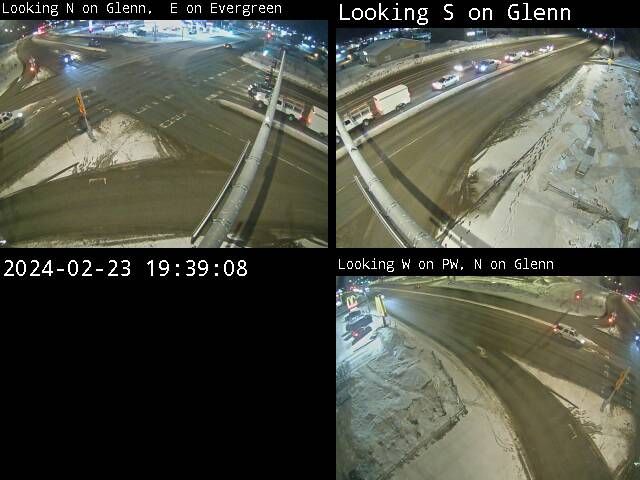 Looking N on Glenn,  E on Evergreen
Looking S on Glenn
2024-02-23 19:39:08
Looking W on PW, N on Glenn